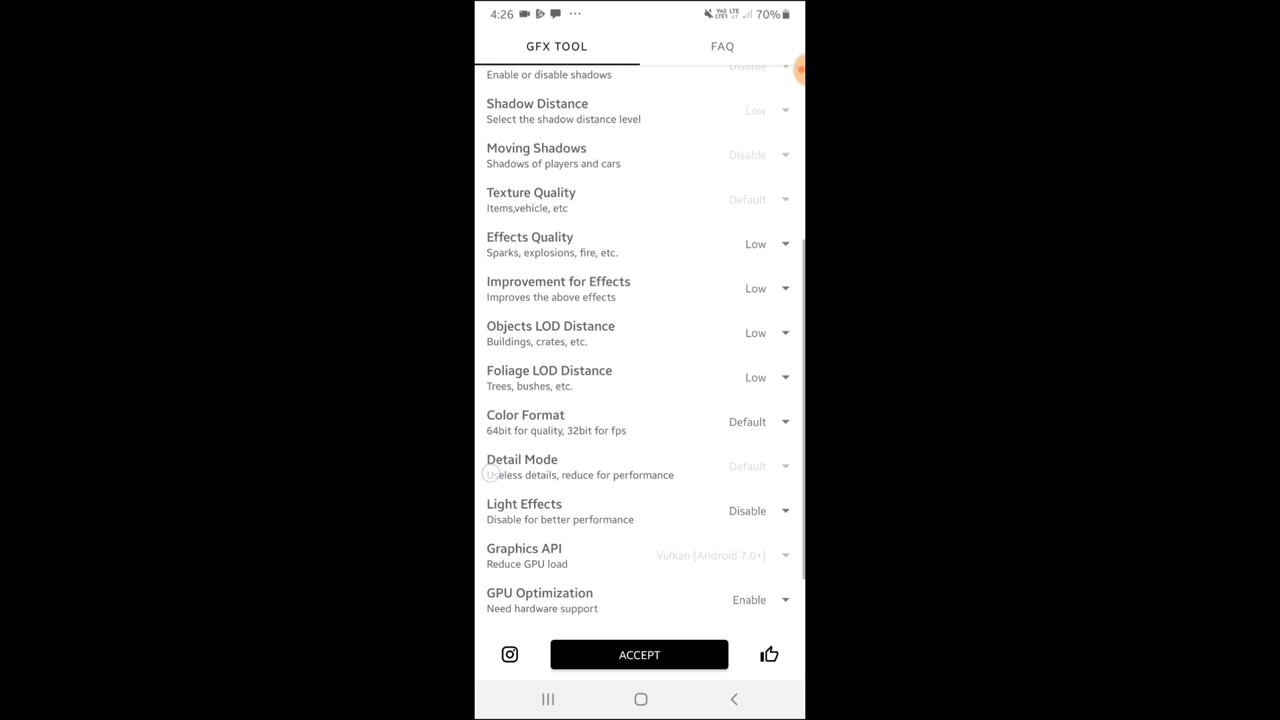 4:26
70%
GFX TOOL
FAQ
Disable
Enable or disable shadows
Shadow Distance
Low
Select the shadow distance level
Moving Shadows
Disable
Shadows of players and cars
Texture Quality
Default
Items,vehicle, etc
Effects Quality
Low
Sparks, explosions, fire, etc.
Improvement for Effects
Low
Improves the above effects
Objects LOD Distance
Low
Buildings, crates, etc.
Foliage LOD Distance
Low
Trees, bushes, etc.
Color Format
Default
64bit for quality, 32bit for fps
Detail Mode
Default
Useless details, reduce for performance
Light Effects
Disable
Disable for better performance
Graphics API
Vulkan (Android 7.0+)
Reduce GPU load
GPU Optimization
Enable
Need hardware support
ACCEPT